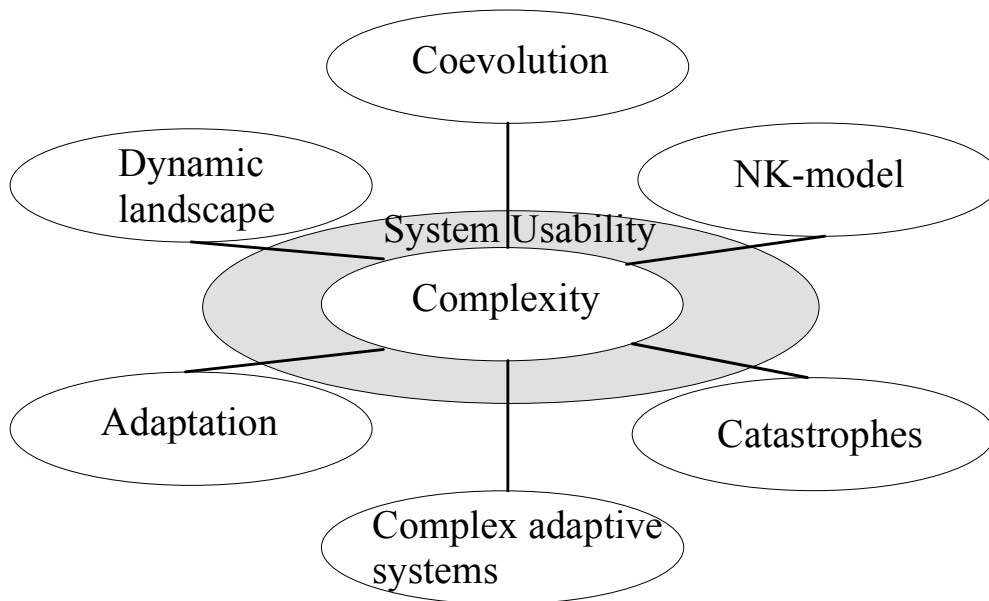 Coevolution
Dynamic
landscape
NK-model
System Usability
Complexity
Adaptation
Catastrophes
Complex adaptive
systems